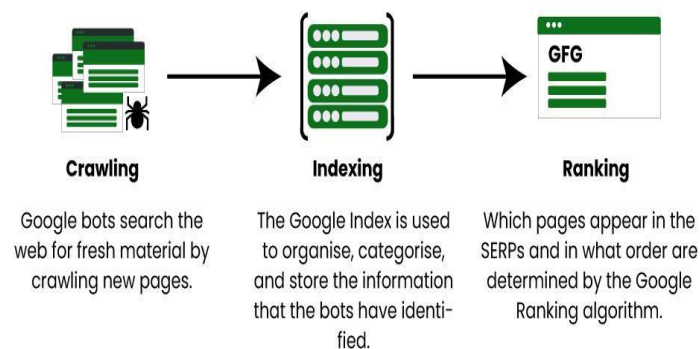 GFG
Crawling
Google bots search the
web for fresh material by
crawling new pages.
Indexing
The Google Index is used
to organise, categorise,
and store the information
that the bots have identi-
fied.
Ranking
Which pages appear in the
SERPs and in what order are
determined by the Google
Ranking algorithm.